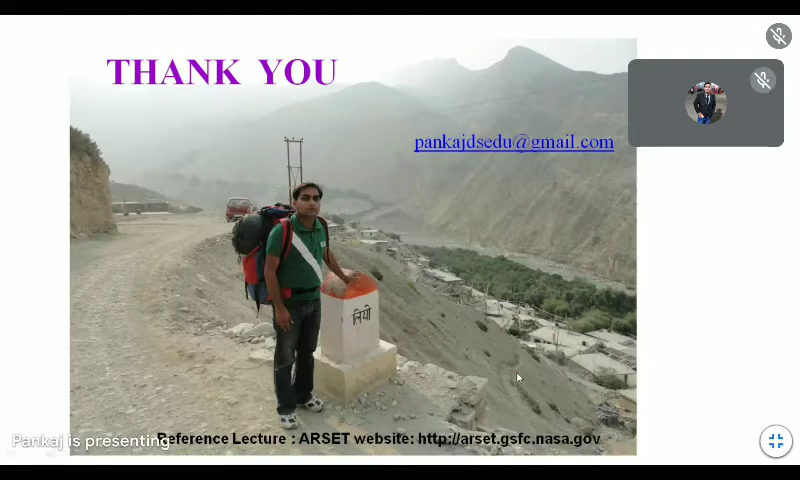 THANK YOU
pankajdsedu@gmail.com
लियो
Pankaj is presenting
Reference Lecture : ARSET website: http://arset.gsfc.nasa.gov